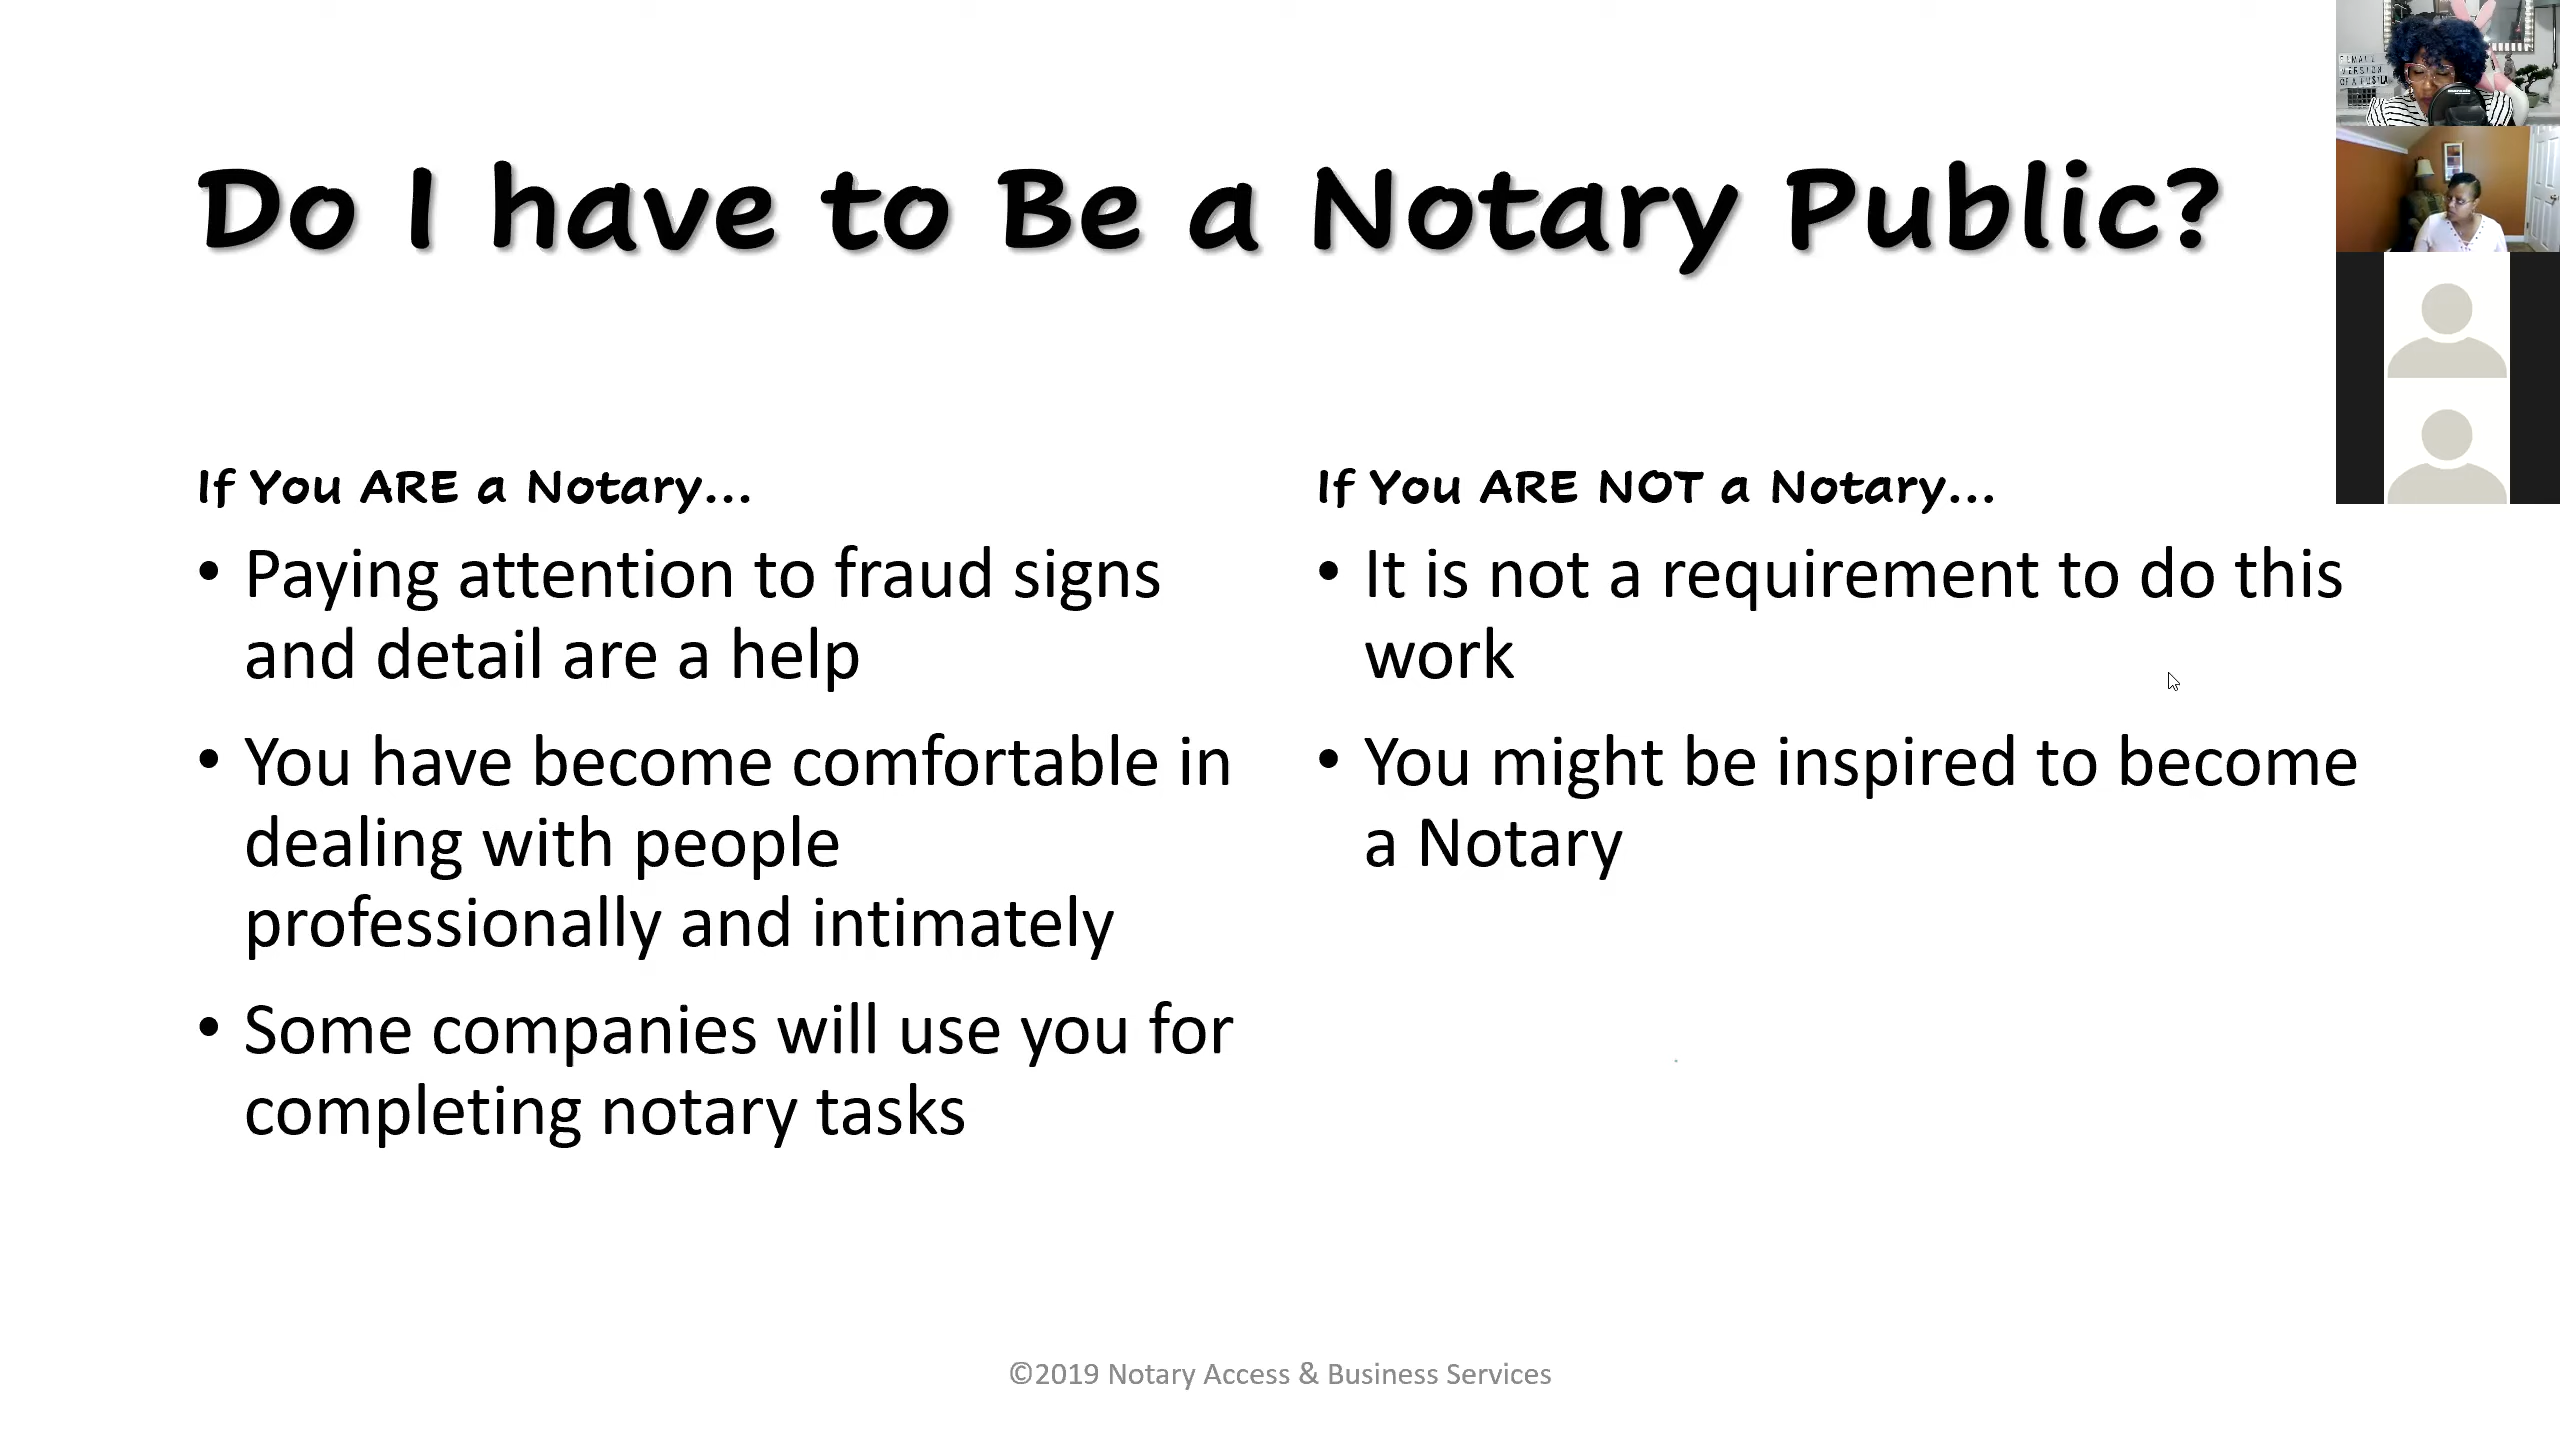 Do I have to Be a Notary Public?
If You ARE a Notary...
• Paying attention to fraud signs
and detail are a help
• You have become comfortable in
dealing with people
professionally and intimately
• Some companies will use you for
completing notary tasks
If You ARE NOT a Notary...
• It is not a requirement to do this
work
• You might be inspired to become
a Notary
©2019 Notary Access & Business Services
FEMALE
VERSION
OF A